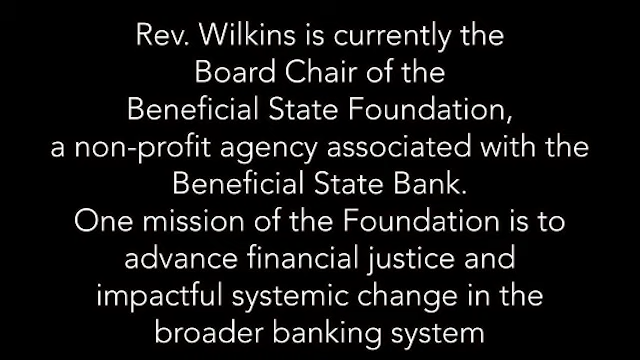 Rev. Wilkins is currently the
Board Chair of the
Beneficial State Foundation,
a non-profit agency associated with the
Beneficial State Bank.
One mission of the Foundation is to
advance financial justice and
impactful systemic change in the
broader banking system